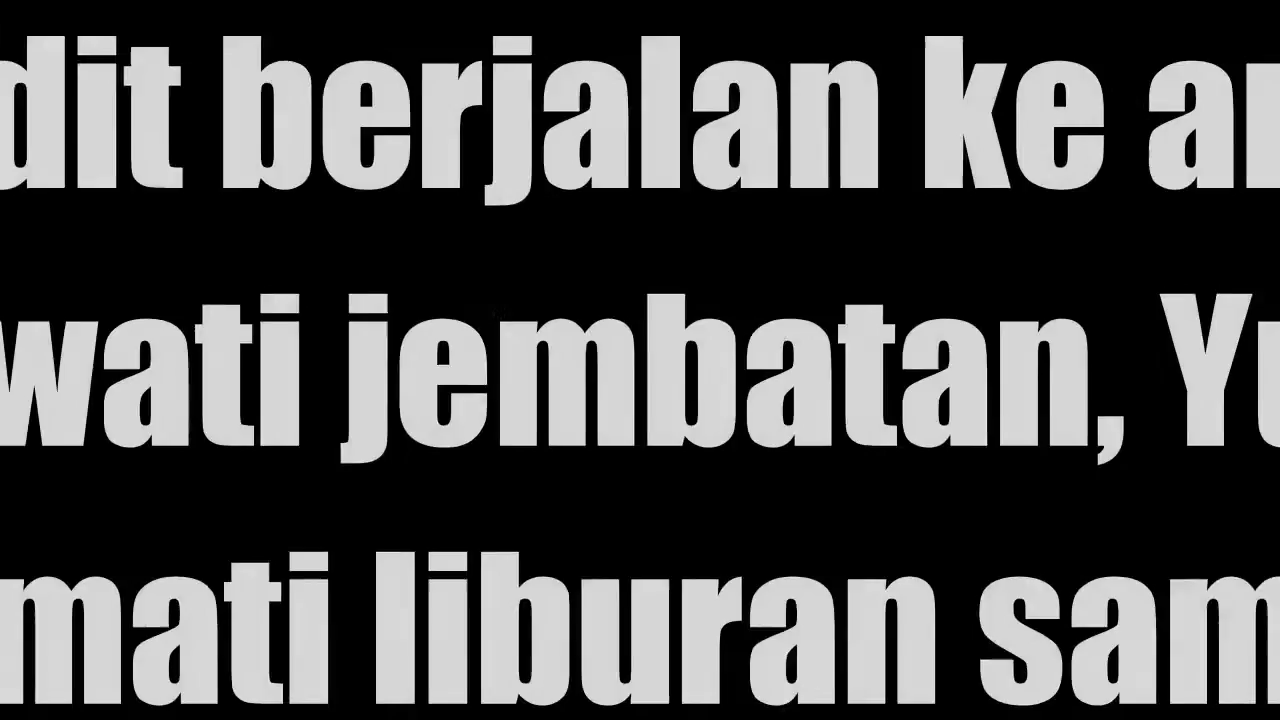 dit berjalan ke
wati jembatan,
mati liburan sam